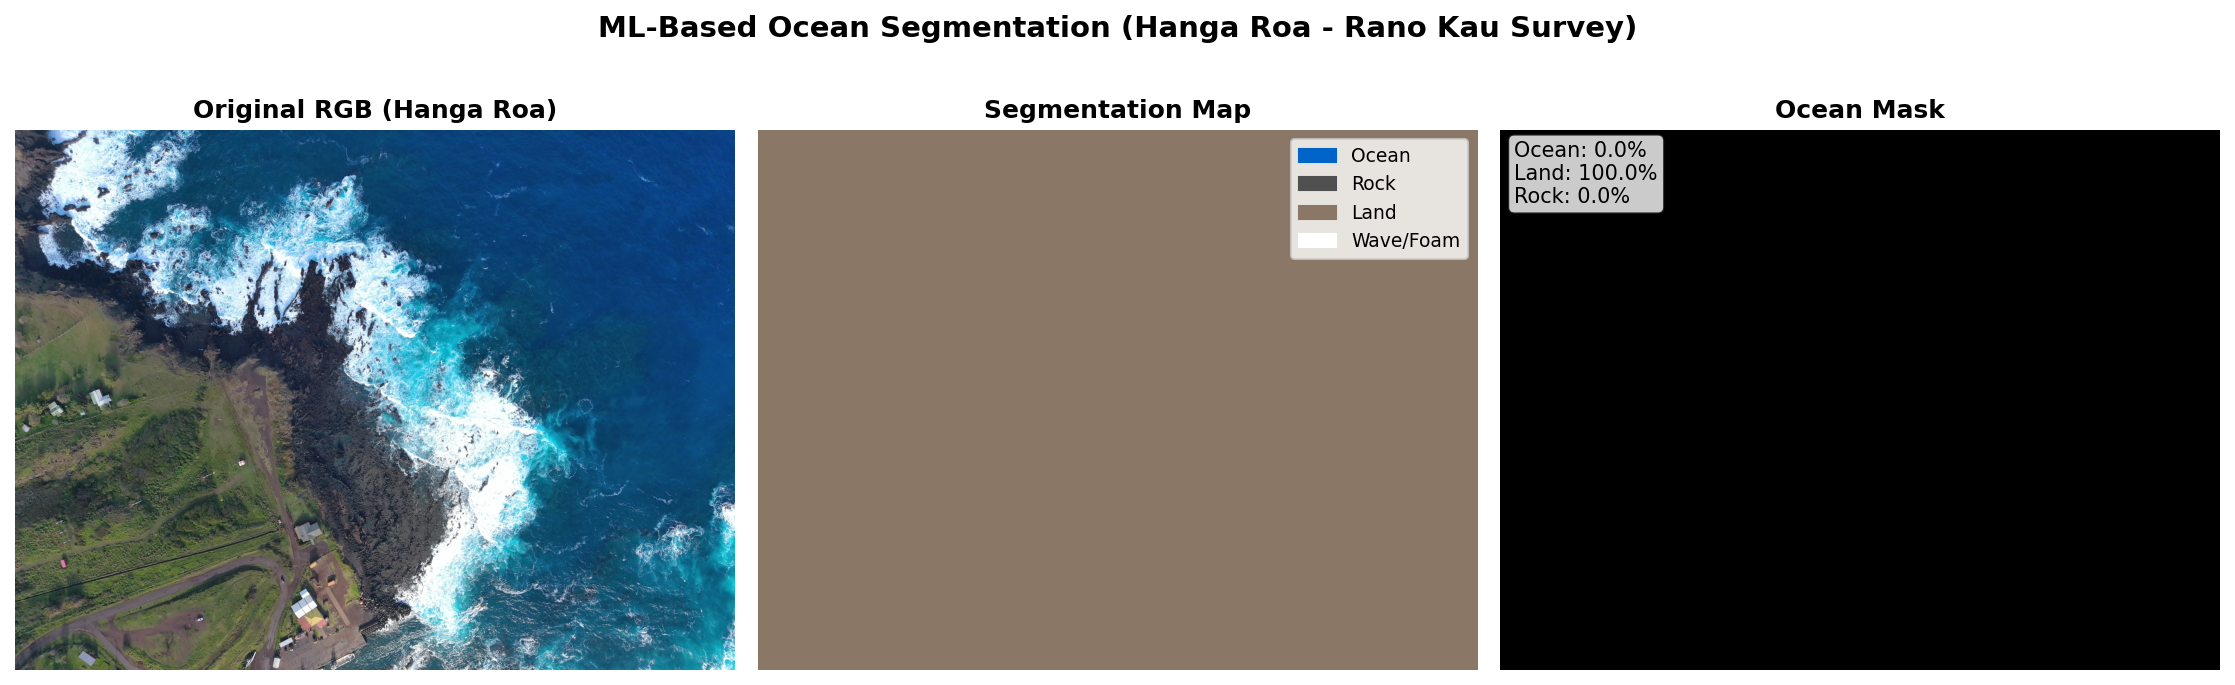 ML-Based Ocean Segmentation (Hanga Roa - Rano Kau Survey)
Original RGB (Hanga Roa)
Segmentation Map
Ocean Mask
Ocean
Rock
Land
Wave/Foam
Ocean: 0.0%
Land: 100.0%
Rock: 0.0%